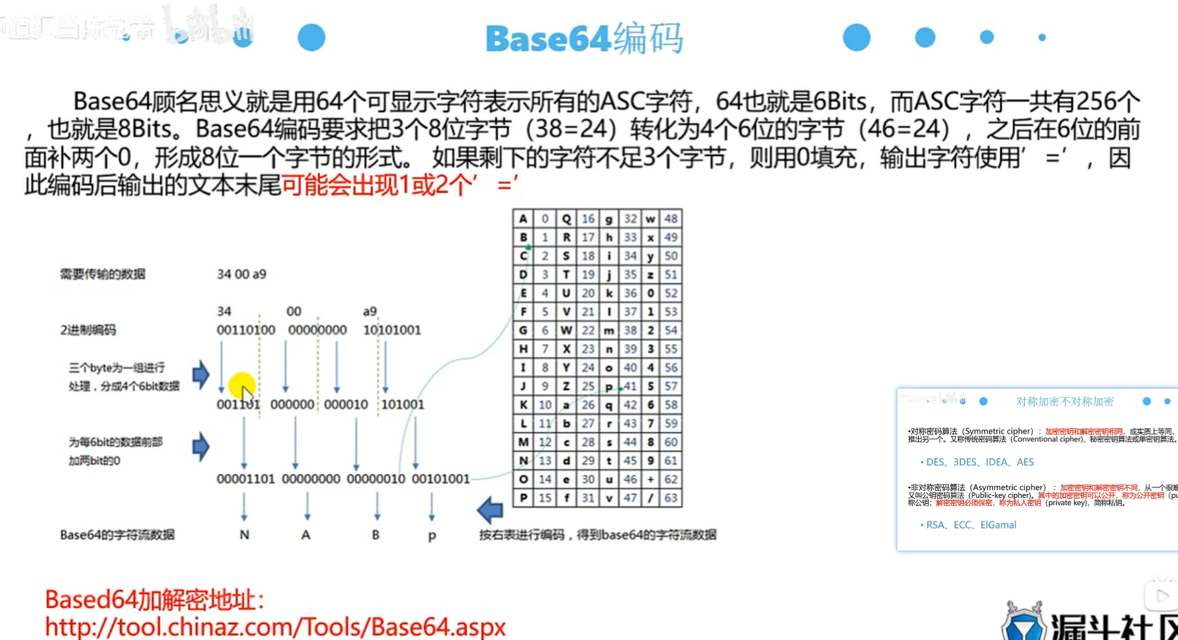 Base64编码
Base64顾名思义就是用64个可显示字符表示所有的ASC字符，64也就是6Bits，而ASC字符一共有256个
，也就是8Bits。Base64编码要求把3个8位字节（38=24）转化为4个6位的字节（46=24），之后在6位的前
面补两个0，形成8位一个字节的形式。 如果剩下的字符不足3个字节，则用0填充，输出字符使用’ =’ ，因
此编码后输出的文本末尾可能会出现1或2个’ =’
需要传输的数据 34 00 a9
34 00 a9
2进制编码 00110100 00000000 10101001
三个byte为一组进行
处理，分成4个6bit数据
001101 000000 000010 101001
为每6bit的数据前部
加两bit的0
00001101 00000000 00000010 00101001
Base64的字符流数据 N A B p
按右表进行编码，得到base64的字符流数据
A 0 Q 16 g 32 w 48
B 1 R 17 h 33 x 49
C 2 S 18 i 34 y 50
D 3 T 19 j 35 z 51
E 4 U 20 k 36 0 52
F 5 V 21 l 37 1 53
G 6 W 22 m 38 2 54
H 7 X 23 n 39 3 55
I 8 Y 24 o 40 4 56
J 9 Z 25 p 41 5 57
K 10 a 26 q 42 6 58
L 11 b 27 r 43 7 59
M 12 c 28 s 44 8 60
N 13 d 29 t 45 9 61
O 14 e 30 u 46 + 62
P 15 f 31 v 47 / 63
Based64加解密地址：
http://tool.chinaz.com/Tools/Base64.aspx
对称加密不对称加密
•对称密码算法（Symmetric cipher）：加密密钥和解密密钥相同，或实质上等同，
推出另一个。又称传统密码算法（Conventional cipher)、秘密密钥算法或单密钥算法。
• DES、3DES、IDEA、AES
•非对称密码算法（Asymmetric cipher）：加密密钥和解密密钥不同，从一个很难
又叫公钥密码算法（Public-key cipher)。其中的加密密钥可以公开，称为公开密钥（pu
称公钥；解密密钥必须保密，称为私人密钥（private key)，简称私钥。
• RSA、ECC、ElGamal
漏斗社区